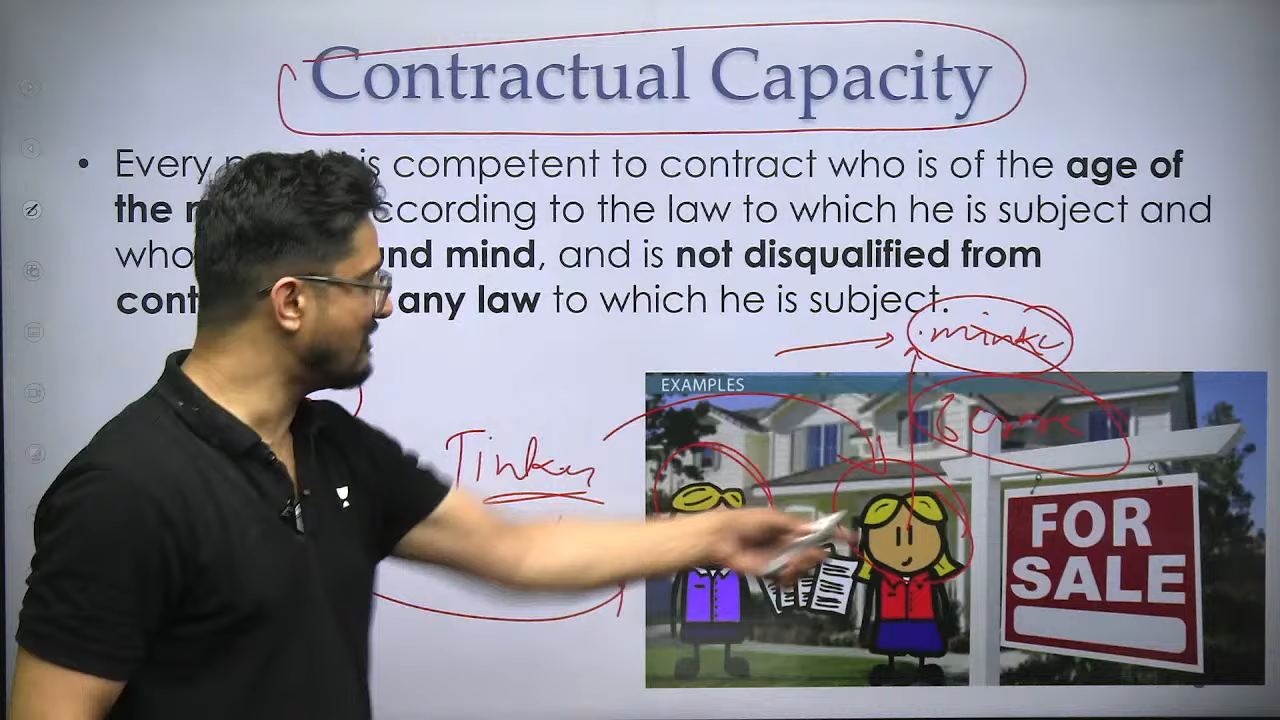 Contractual Capacity
• Every is competent to contract who is of the age of
the according to the law to which he is subject and
who sound mind, and is not disqualified from
any law to which he is subject.
EXAMPLES
FOR
SALE